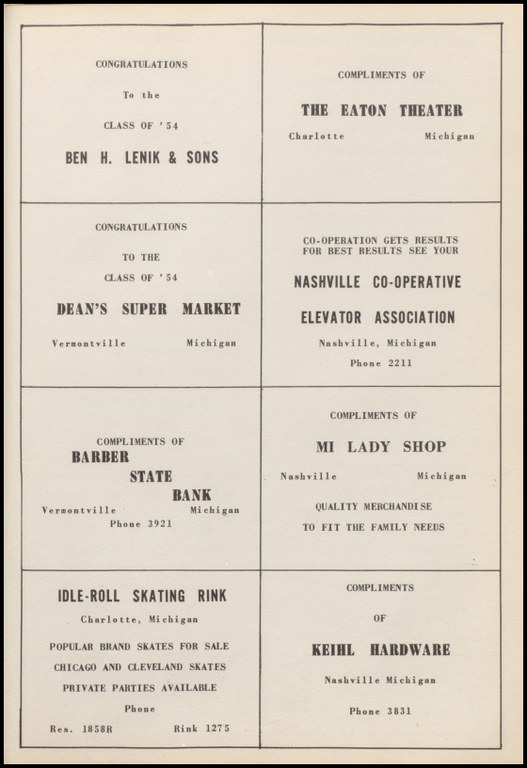 CONGRATULATIONS
To the
CLASS OF '54
BEN H. LENIK & SONS
COMPLIMENTS OF
THE EATON THEATER
Charlotte Michigan
CONGRATULATIONS
TO THE
CLASS OF '54
DEAN'S SUPER MARKET
Vermontville Michigan
CO-OPERATION GETS RESULTS
FOR BEST RESULTS SEE YOUR
NASHVILLE CO-OPERATIVE
ELEVATOR ASSOCIATION
Nashville, Michigan
Phone 2211
COMPLIMENTS OF
BARBER
STATE
BANK
Vermontville Michigan
Phone 3921
COMPLIMENTS OF
MI LADY SHOP
Nashville Michigan
QUALITY MERCHANDISE
TO FIT THE FAMILY NEEDS
IDLE-ROLL SKATING RINK
Charlotte, Michigan
POPULAR BRAND SKATES FOR SALE
CHICAGO AND CLEVELAND SKATES
PRIVATE PARTIES AVAILABLE
Phone
Res. 1858R Rink 1275
COMPLIMENTS
OF
KEIHL HARDWARE
Nashville Michigan
Phone 3831